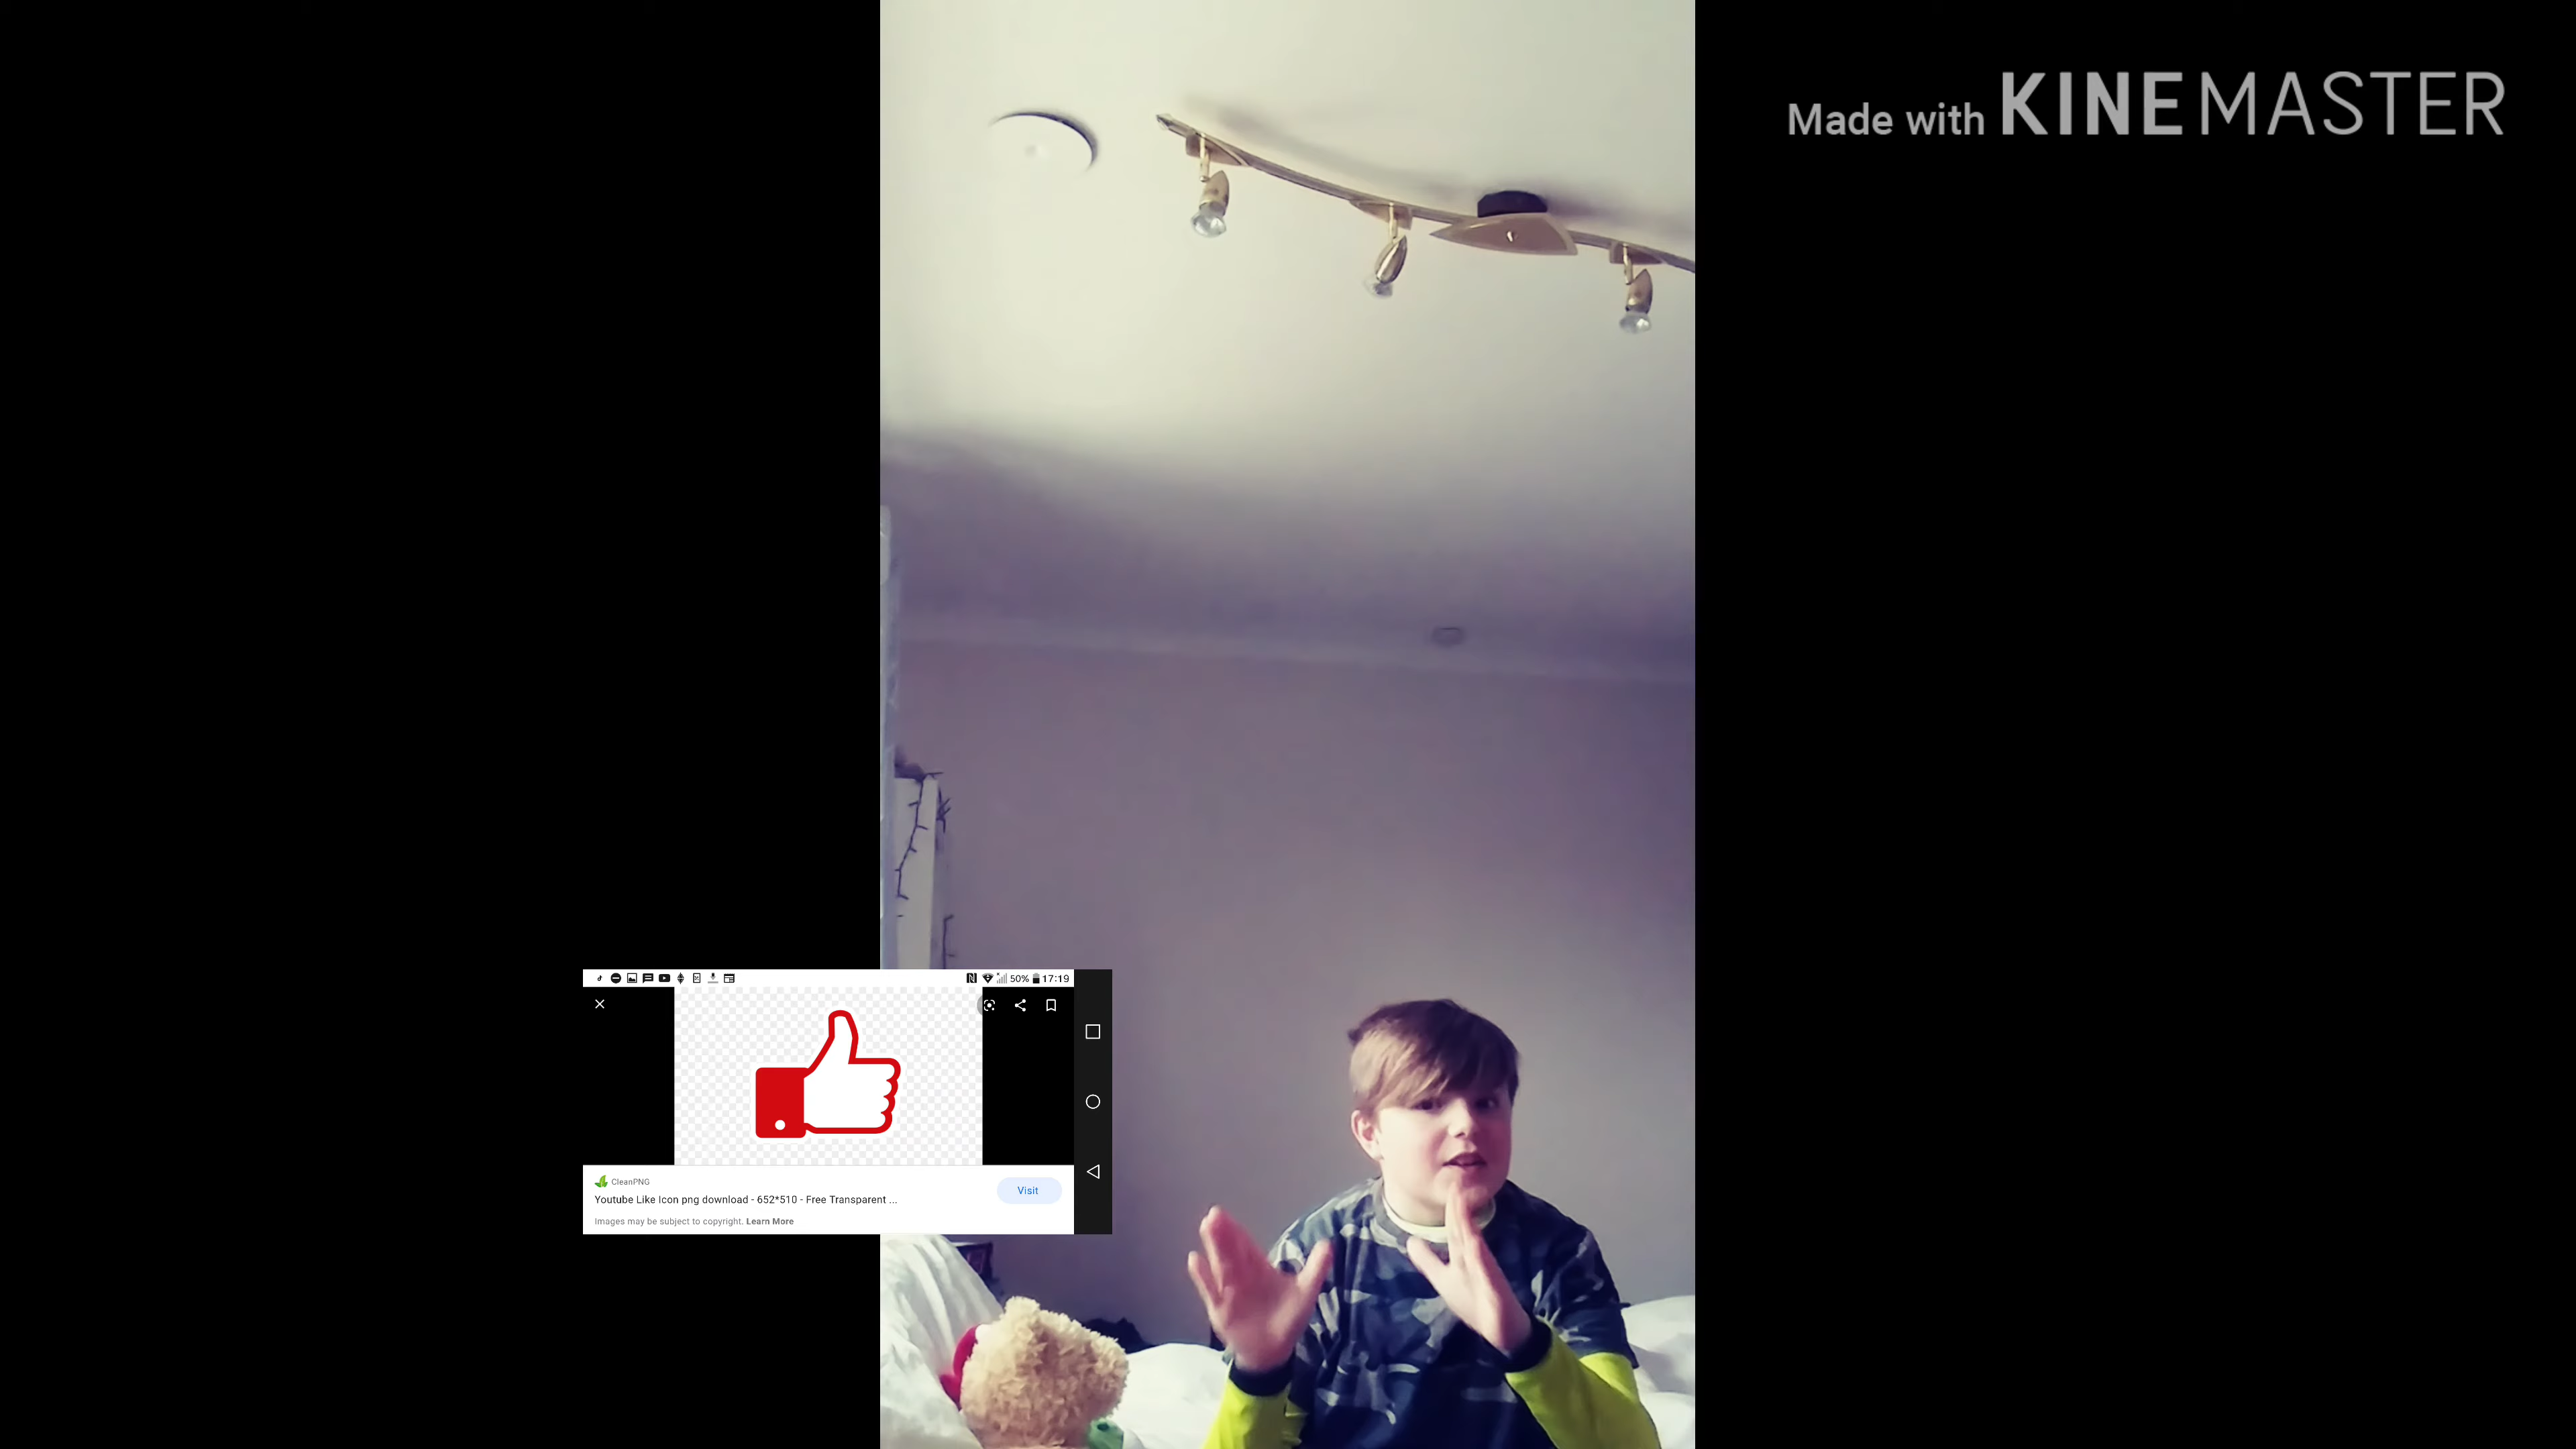 Made with KINEMASTER
50% 17:19
CleanPNG
Youtube Like Icon png download - 652*510 - Free Transparent ...
Visit
Images may be subject to copyright. Learn More